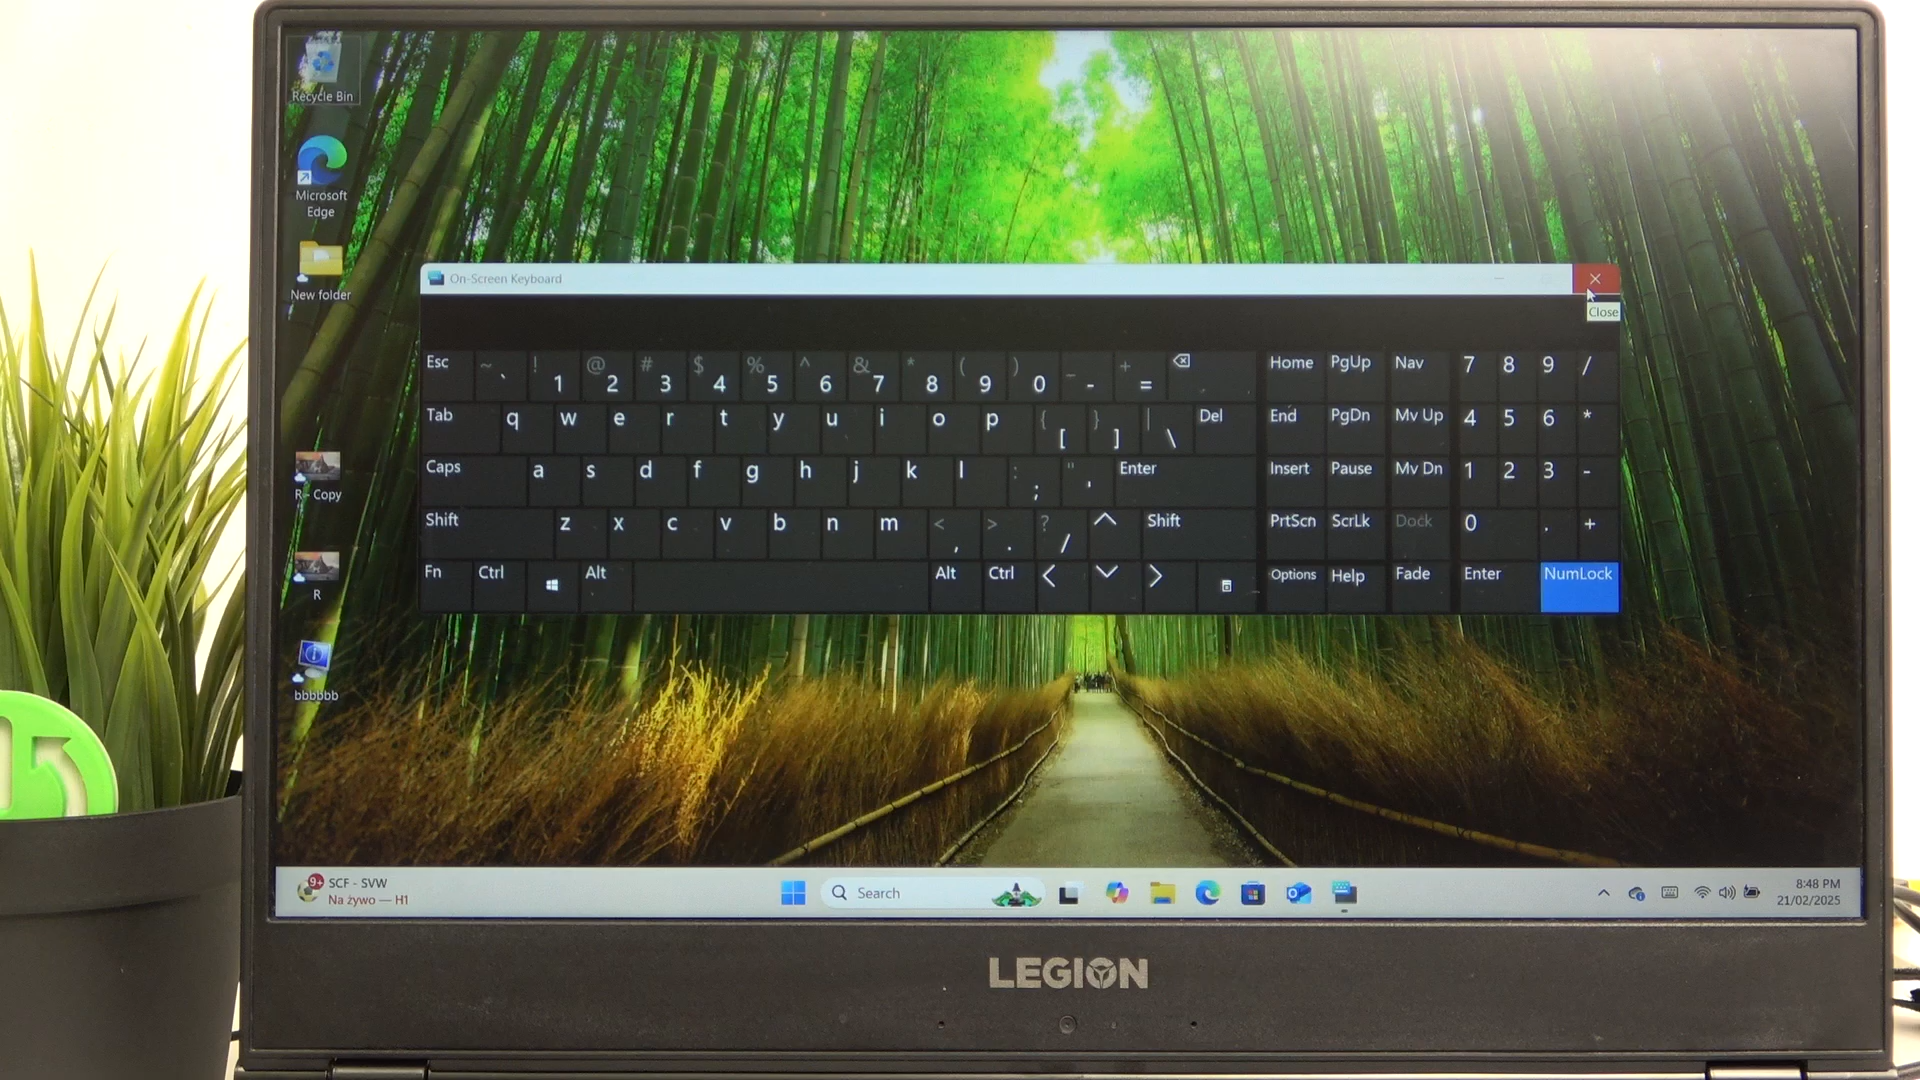 Recycle Bin
Microsoft
Edge
New folder
R - Copy
R
bbbbbb
On-Screen Keyboard
Close
Esc ~ ` ! 1 @ 2 # 3 $ 4 % 5 ^ 6 & 7 * 8 ( 9 ) 0 _ - + = Home PgUp Nav 7 8 9 /
Tab q w e r t y u i o p { [ } ] | \ Del End PgDn Mv Up 4 5 6 *
Caps a s d f g h j k l : ; " ' Enter Insert Pause Mv Dn 1 2 3 -
Shift z x c v b n m < , > . ? / Shift PrtScn ScrLk Dock 0 . +
Fn Ctrl Alt Alt Ctrl Options Help Fade Enter NumLock
9+ SCF - SVW
Na żywo — H1
Search
8:48 PM
21/02/2025
LEGION